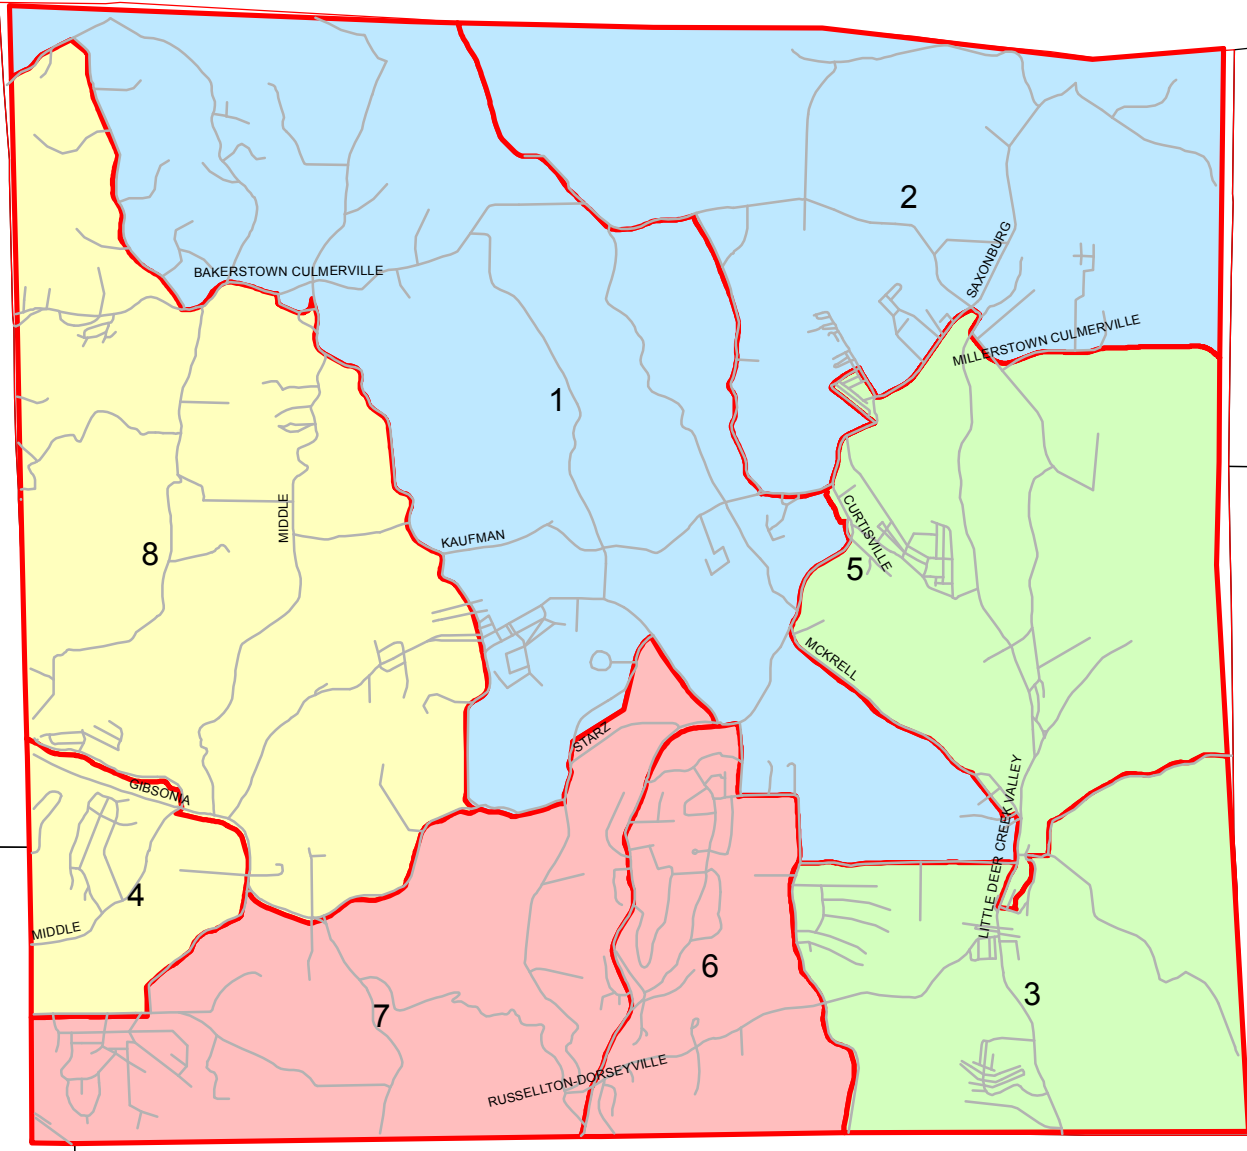 2
SAXONBURG
BAKERSTOWN CULMERVILLE
MILLERSTOWN CULMERVILLE
1
MIDDLE
KAUFMAN
CURTISVILLE
8
5
MCKRELL
STARZ
GIBSONIA
LITTLE DEER CREEK VALLEY
4
MIDDLE
6
3
7
RUSSELLTON-DORSEYVILLE